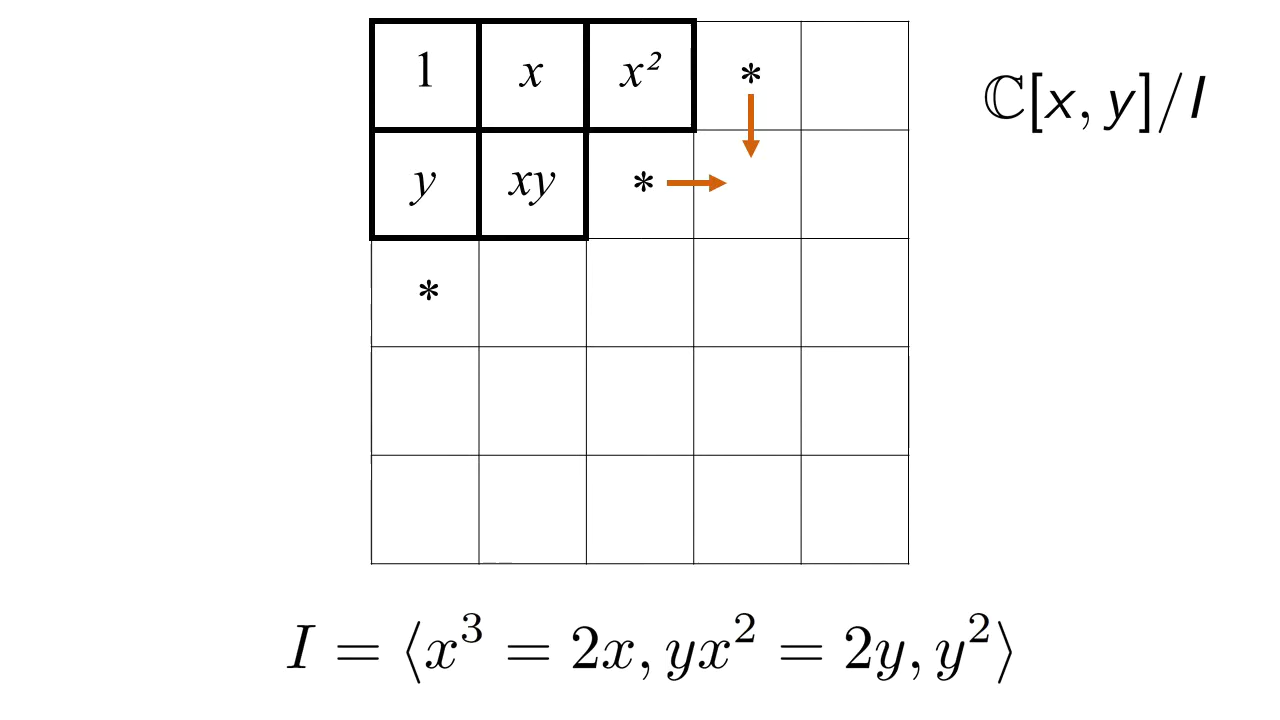 1 x x² *
ℂ[x, y]/I
y xy *
*
I = ⟨x³ = 2x, yx² = 2y, y²⟩